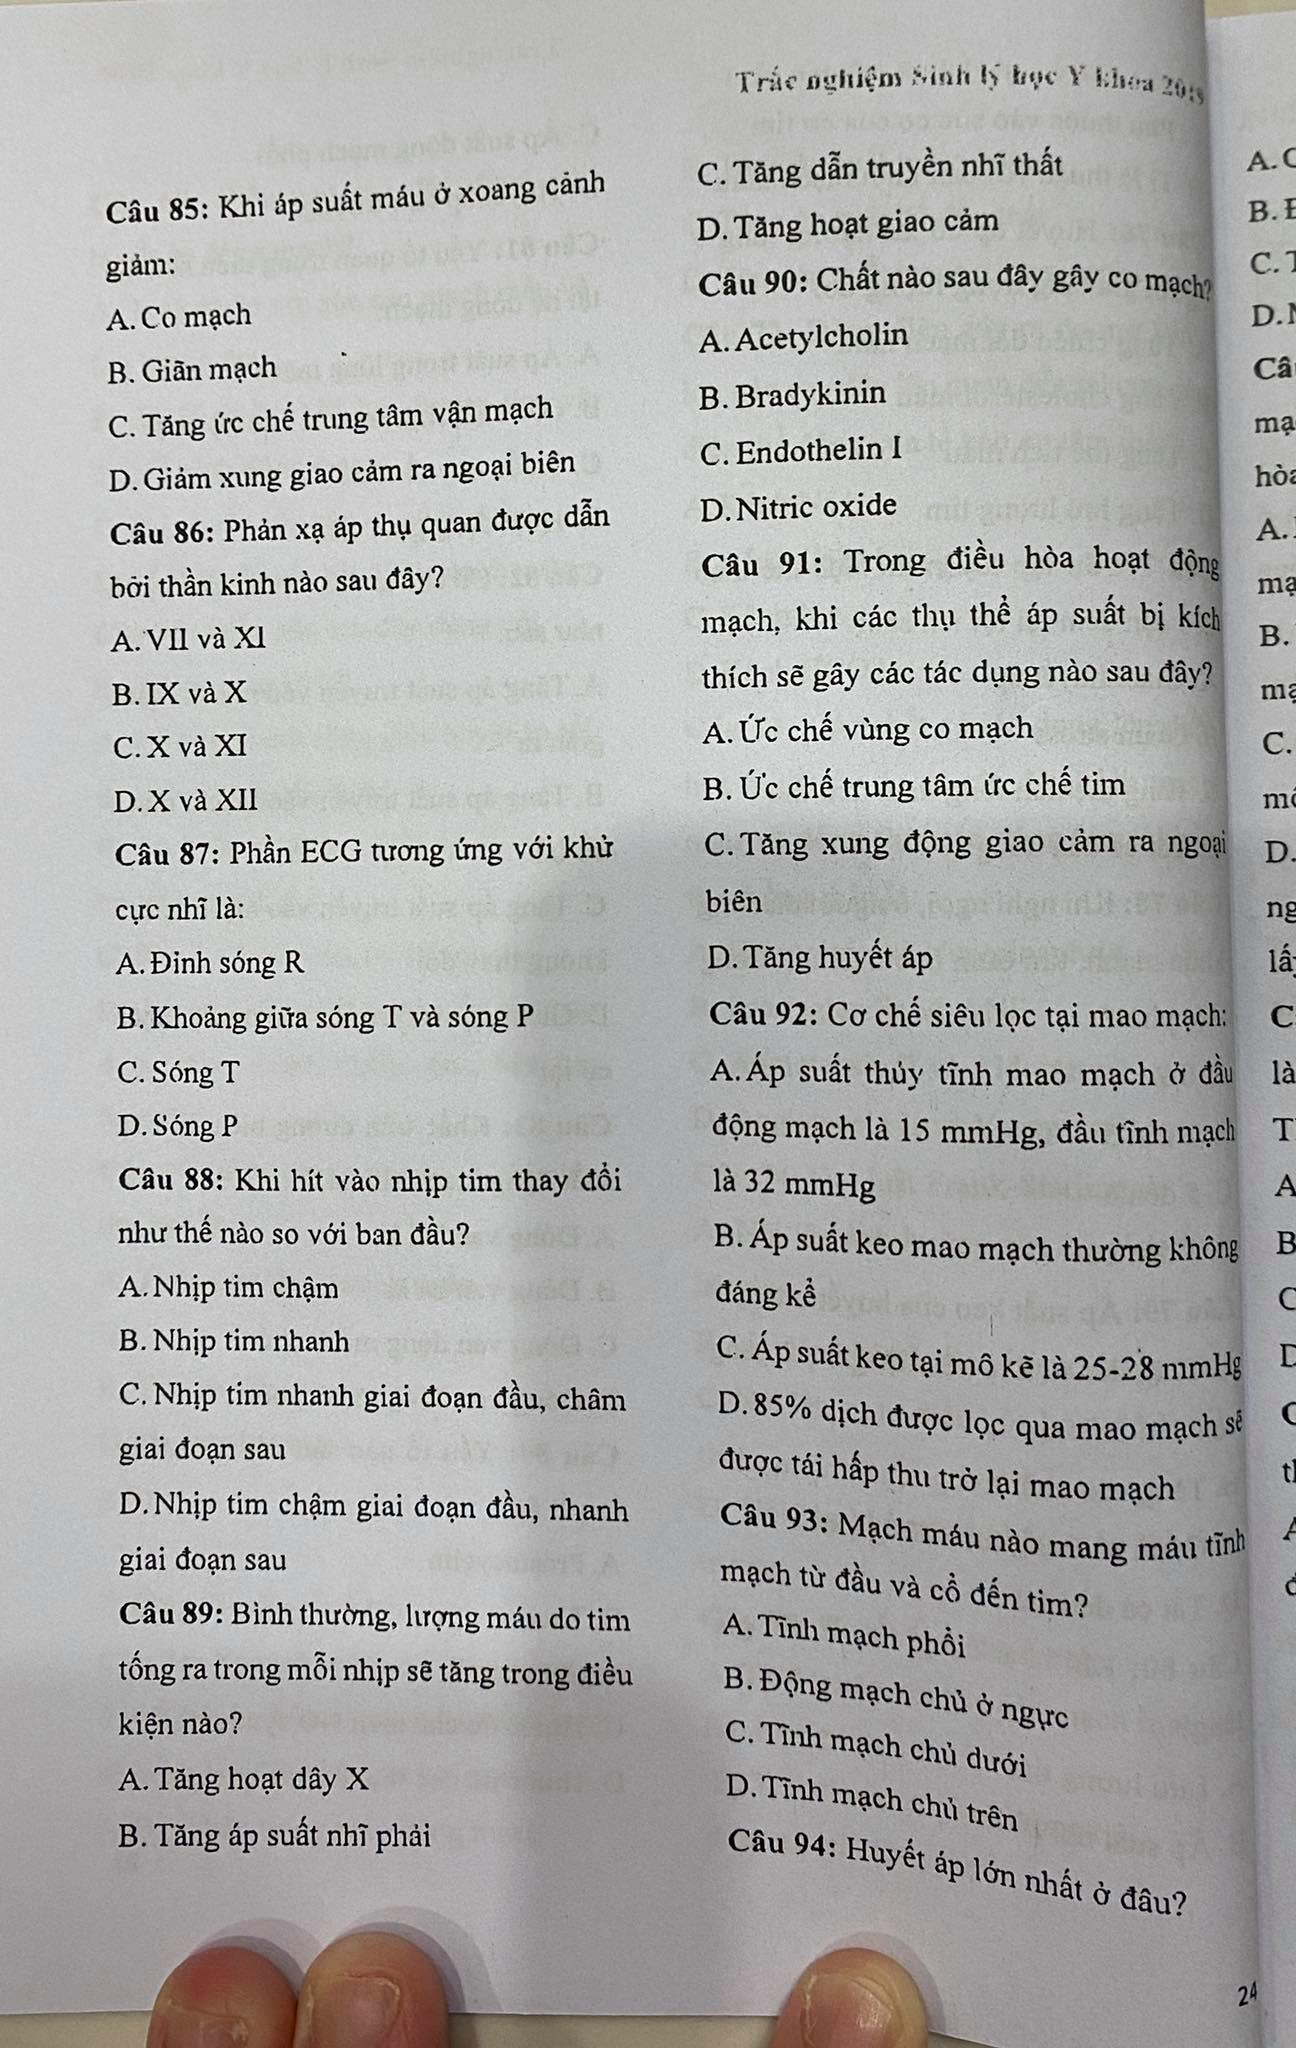 Trắc nghiệm Sinh lý học Y khoa
Câu 85: Khi áp suất máu ở xoang cảnh
giảm:
A. Co mạch
B. Giãn mạch
C. Tăng ức chế trung tâm vận mạch
D. Giảm xung giao cảm ra ngoại biên
Câu 86: Phản xạ áp thụ quan được dẫn
bởi thần kinh nào sau đây?
A. VII và XI
B. IX và X
C. X và XI
D. X và XII
Câu 87: Phần ECG tương ứng với khử
cực nhĩ là:
A. Đỉnh sóng R
B. Khoảng giữa sóng T và sóng P
C. Sóng T
D. Sóng P
Câu 88: Khi hít vào nhịp tim thay đổi
như thế nào so với ban đầu?
A. Nhịp tim chậm
B. Nhịp tim nhanh
C. Nhịp tim nhanh giai đoạn đầu, châm
giai đoạn sau
D. Nhịp tim chậm giai đoạn đầu, nhanh
giai đoạn sau
Câu 89: Bình thường, lượng máu do tim
tống ra trong mỗi nhịp sẽ tăng trong điều
kiện nào?
A. Tăng hoạt dây X
B. Tăng áp suất nhĩ phải
C. Tăng dẫn truyền nhĩ thất
D. Tăng hoạt giao cảm
Câu 90: Chất nào sau đây gây co mạch?
A. Acetylcholin
B. Bradykinin
C. Endothelin I
D. Nitric oxide
Câu 91: Trong điều hòa hoạt động
mạch, khi các thụ thể áp suất bị kích
thích sẽ gây các tác dụng nào sau đây?
A. Ức chế vùng co mạch
B. Ức chế trung tâm ức chế tim
C. Tăng xung động giao cảm ra ngoại
biên
D. Tăng huyết áp
Câu 92: Cơ chế siêu lọc tại mao mạch:
A. Áp suất thủy tĩnh mao mạch ở đầu
động mạch là 15 mmHg, đầu tĩnh mạch
là 32 mmHg
B. Áp suất keo mao mạch thường không
đáng kể
C. Áp suất keo tại mô kẽ là 25-28 mmHg
D. 85% dịch được lọc qua mao mạch sẽ
được tái hấp thu trở lại mao mạch
Câu 93: Mạch máu nào mang máu tĩnh
mạch từ đầu và cổ đến tim?
A. Tĩnh mạch phổi
B. Động mạch chủ ở ngực
C. Tĩnh mạch chủ dưới
D. Tĩnh mạch chủ trên
Câu 94: Huyết áp lớn nhất ở đâu?
24